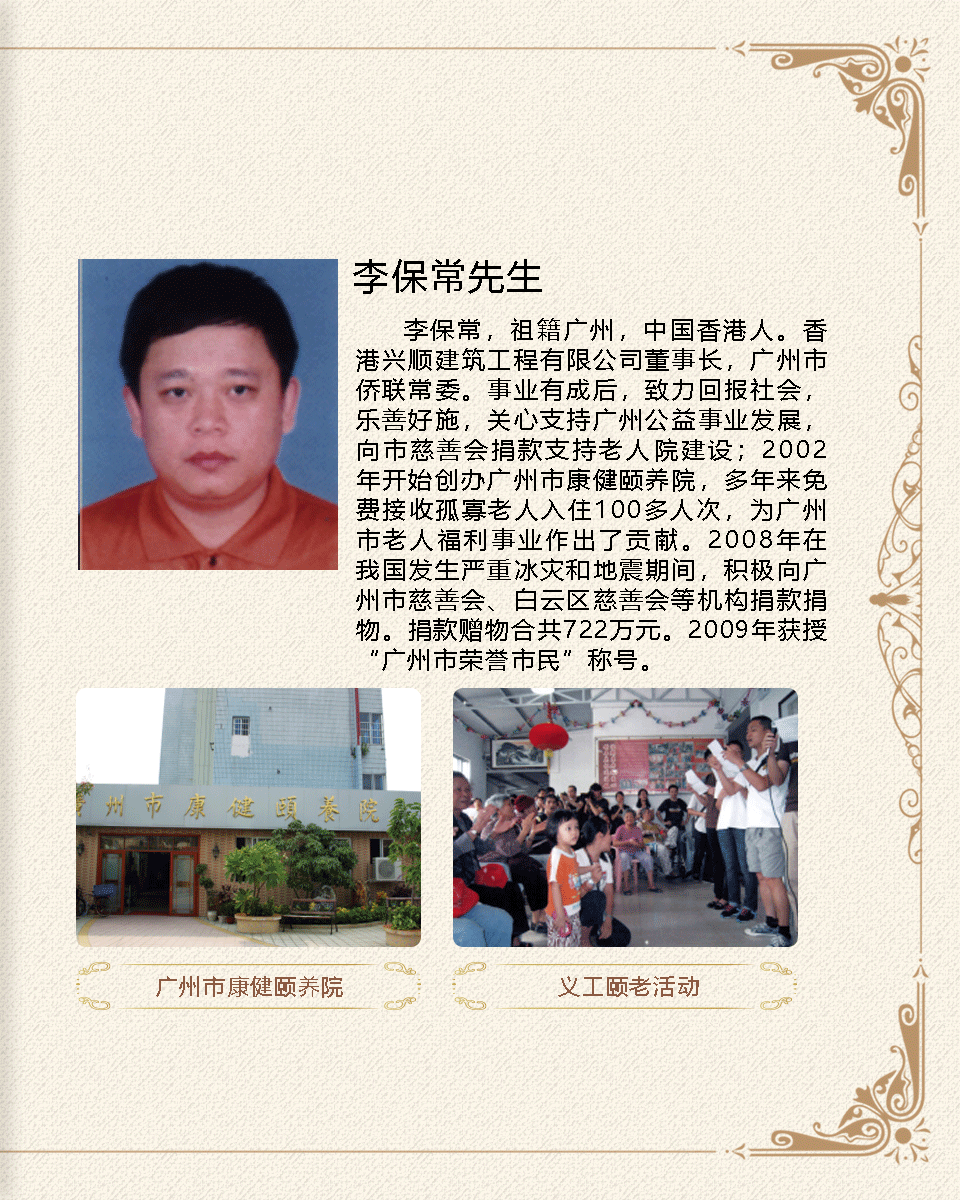 李保常先生
李保常，祖籍广州，中国香港人。香
港兴顺建筑工程有限公司董事长，广州市
侨联常委。事业有成后，致力回报社会，
乐善好施，关心支持广州公益事业发展，
向市慈善会捐款支持老人院建设；2002
年开始创办广州市康健颐养院，多年来免
费接收孤寡老人入住100多人次，为广州
市老人福利事业作出了贡献。2008年在
我国发生严重冰灾和地震期间，积极向广
州市慈善会、白云区慈善会等机构捐款捐
物。捐款赠物合共722万元。2009年获授
“广州市荣誉市民”称号。
州市康健頤養院
广州市康健颐养院
义工颐老活动